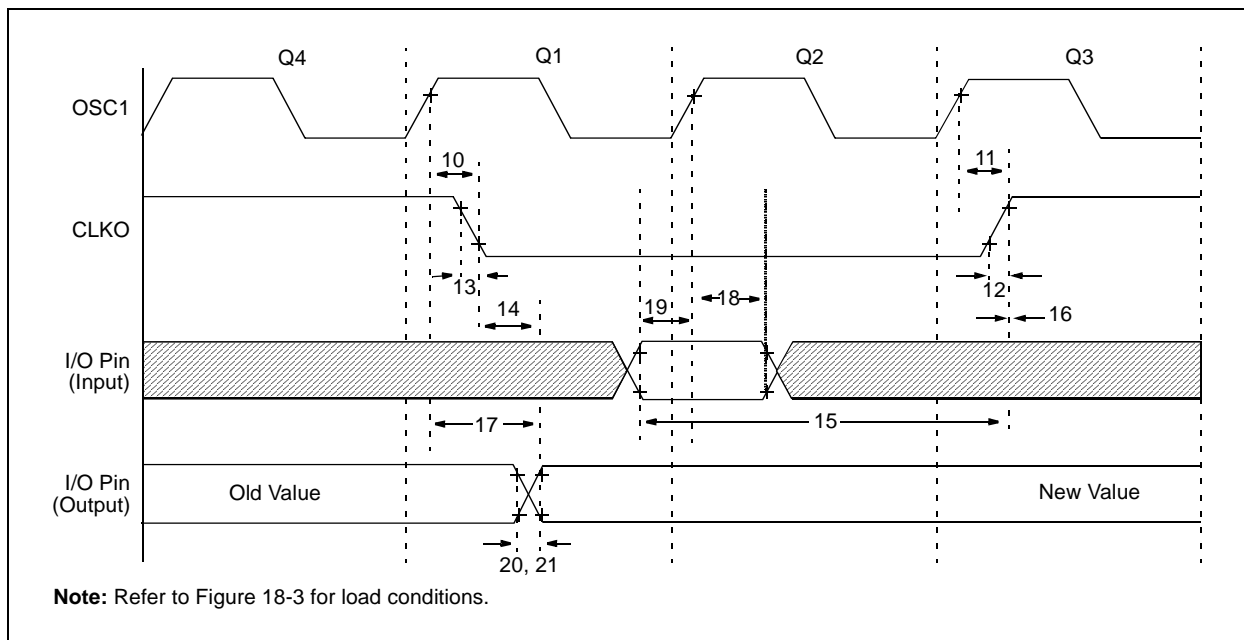 Q4 Q1 Q2 Q3
OSC1
10 11
CLKO
13 12
14 19 18 16
I/O Pin
(Input)
17 15
I/O Pin
(Output)
Old Value New Value
20, 21
Note: Refer to Figure 18-3 for load conditions.